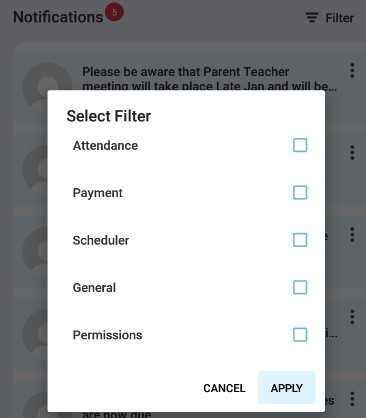 Notifications 5 Filter
Please be aware that Parent Teacher
meeting will take place Late Jan and will be...
Select Filter
Attendance
Payment
Scheduler
General
Permissions
CANCEL APPLY
are now due